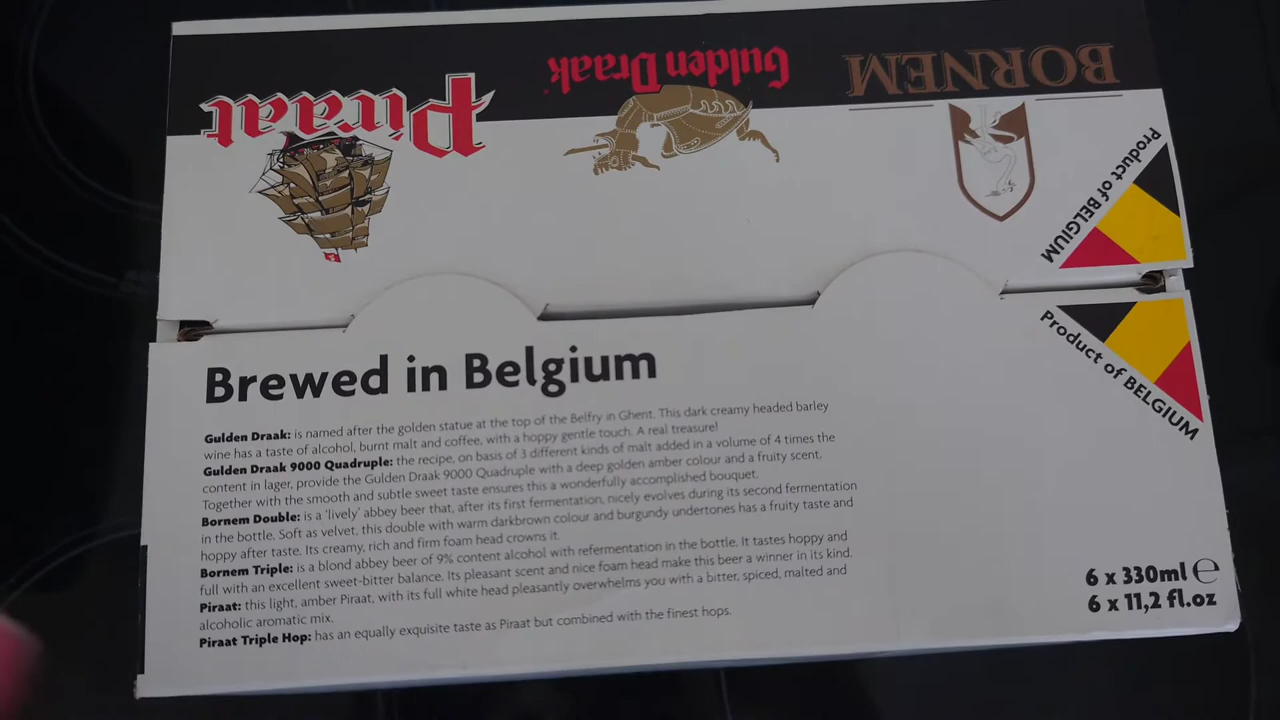 Piraat
Gulden Draak
BORNEM
Product of BELGIUM
Brewed in Belgium
Product of BELGIUM
Gulden Draak: is named after the golden statue at the top of the Belfry in Ghent. This dark creamy headed barley
wine has a taste of alcohol, burnt malt and coffee, with a hoppy gentle touch. A real treasure!
Gulden Draak 9000 Quadruple: the recipe, on basis of 3 different kinds of malt added in a volume of 4 times the
content in lager, provide the Gulden Draak 9000 Quadruple with a deep golden amber colour and a fruity scent.
Together with the smooth and subtle sweet taste ensures this a wonderfully accomplished bouquet.
Bornem Double: is a 'lively' abbey beer that, after its first fermentation, nicely evolves during its second fermentation
in the bottle. Soft as velvet, this double with warm darkbrown colour and burgundy undertones has a fruity taste and
hoppy after taste. Its creamy, rich and firm foam head crowns it.
Bornem Triple: is a blond abbey beer of 9% content alcohol with refermentation in the bottle. It tastes hoppy and
full with an excellent sweet-bitter balance. Its pleasant scent and nice foam head make this beer a winner in its kind.
Piraat: this light, amber Piraat, with its full white head pleasantly overwhelms you with a bitter, spiced, malted and
alcoholic aromatic mix.
Piraat Triple Hop: has an equally exquisite taste as Piraat but combined with the finest hops.
6 x 330ml ℮
6 x 11,2 fl.oz